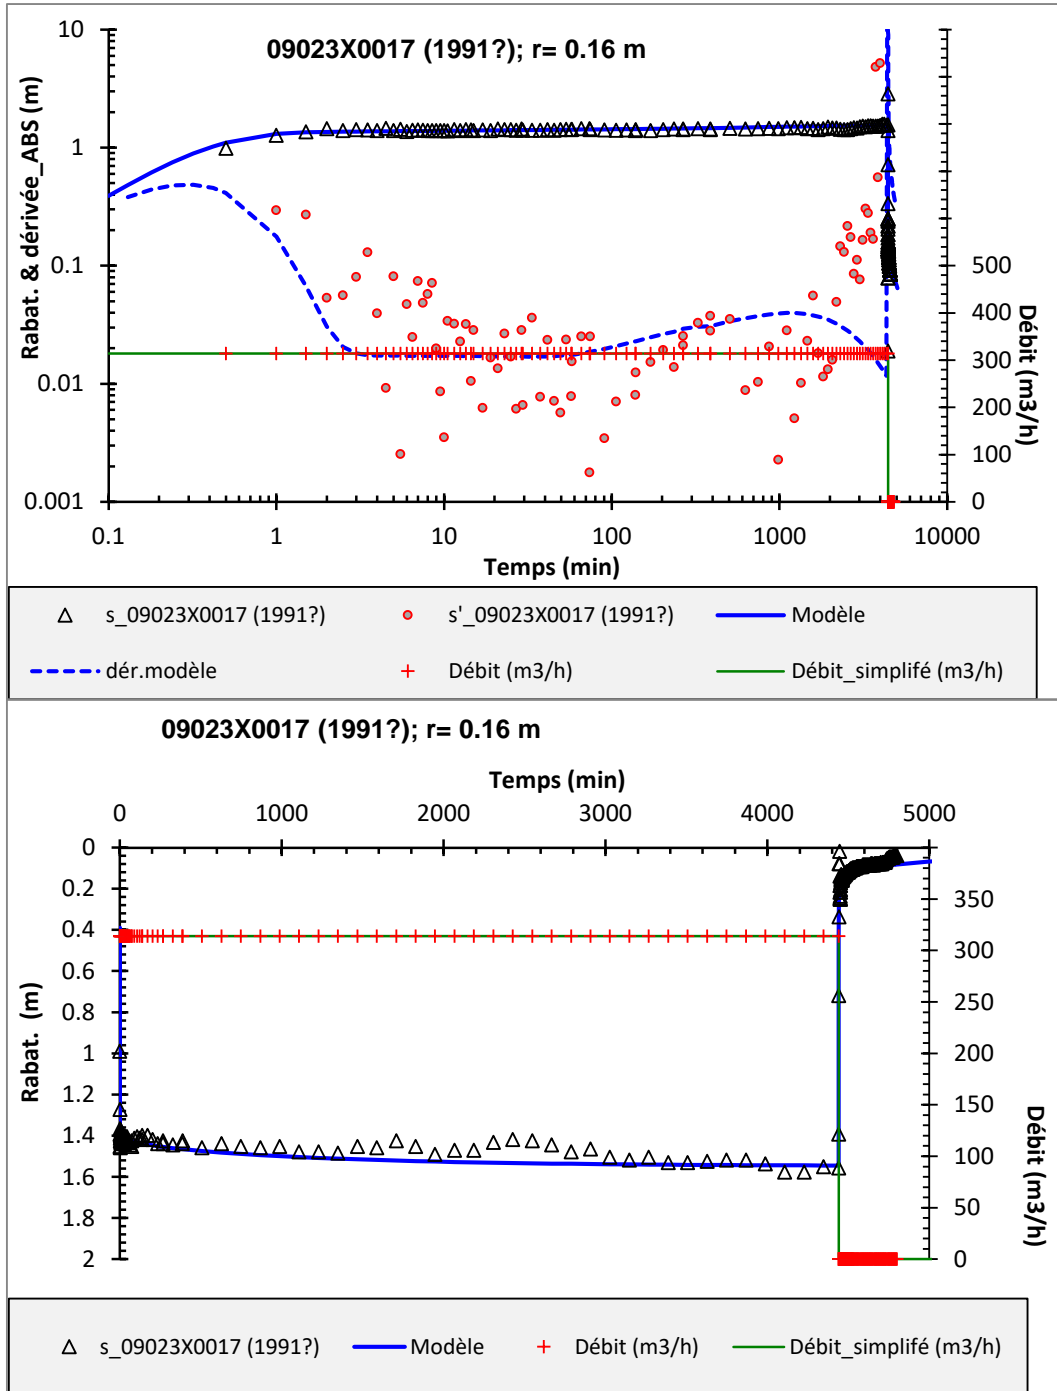 09023X0017 (1991?); r= 0.16 m
Rabat. & dérivée_ABS (m)
10
1
0.1
0.01
0.001
500
400
300
200
100
0
Débit (m3/h)
0.1 1 10 100 1000 10000
Temps (min)
s_09023X0017 (1991?) s'_09023X0017 (1991?) Modèle
dér.modèle Débit (m3/h) Débit_simplifé (m3/h)
09023X0017 (1991?); r= 0.16 m
Temps (min)
0 1000 2000 3000 4000 5000
Rabat. (m)
0
0.2
0.4
0.6
0.8
1
1.2
1.4
1.6
1.8
2
350
300
250
200
150
100
50
0
Débit (m3/h)
s_09023X0017 (1991?) Modèle Débit (m3/h) Débit_simplifé (m3/h)